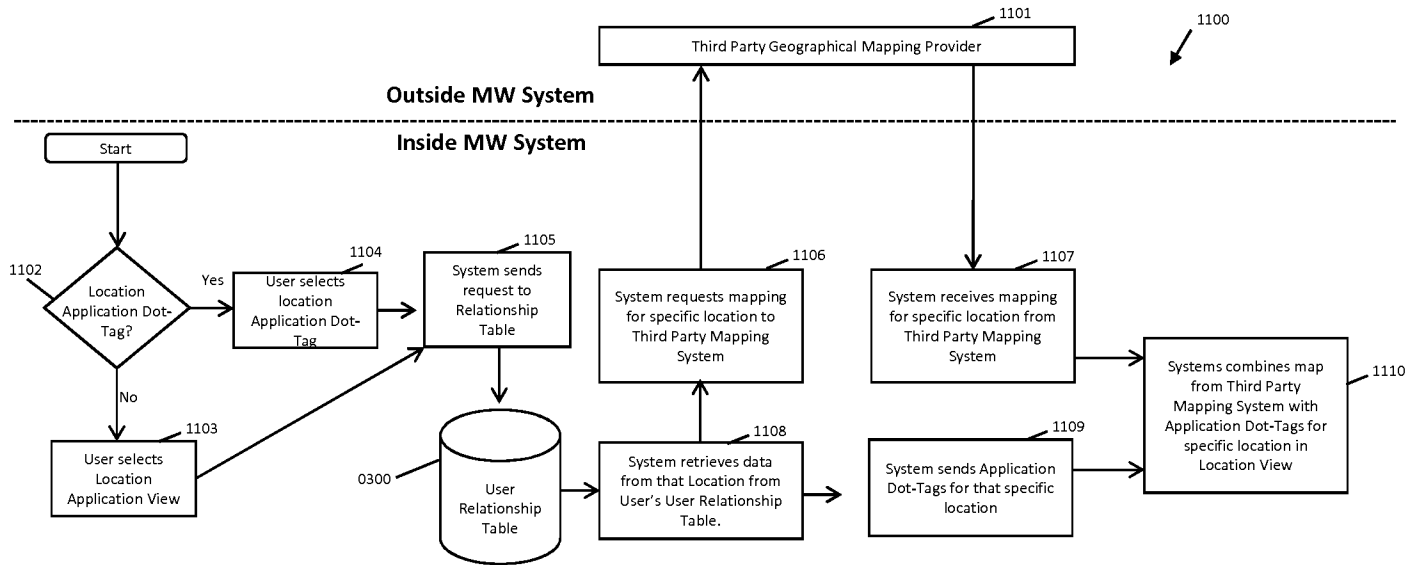 1101
1100
Third Party Geographical Mapping Provider
Outside MW System
Inside MW System
Start
1102
Location
Application Dot-
Tag?
Yes
No
1104
User selects
location
Application Dot-
Tag
1103
User selects
Location
Application View
1105
System sends
request to
Relationship
Table
0300
User
Relationship
Table
1106
System requests mapping
for specific location to
Third Party Mapping
System
1108
System retrieves data
from that Location from
User's User Relationship
Table.
1107
System receives mapping
for specific location from
Third Party Mapping
System
1109
System sends Application
Dot-Tags for that specific
location
1110
Systems combines map
from Third Party
Mapping System with
Application Dot-Tags for
specific location in
Location View